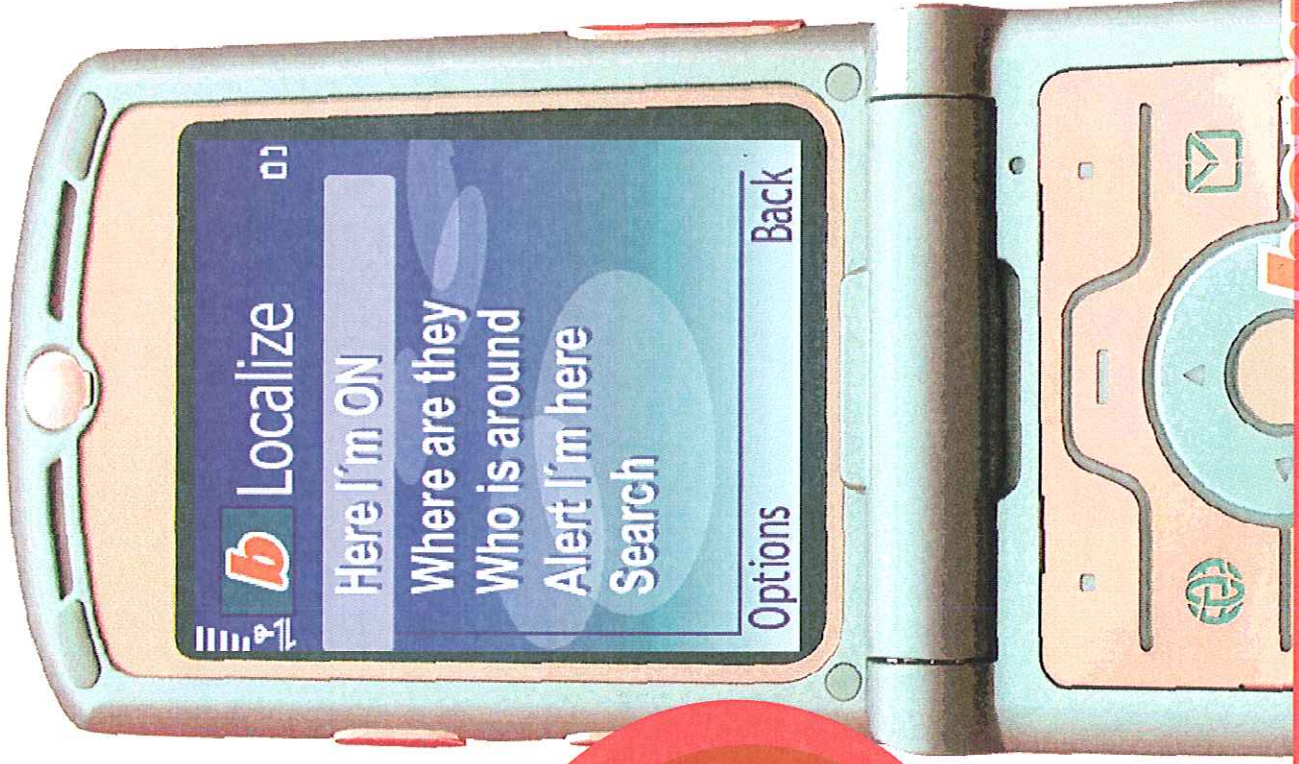 b Localize
Here I'm ON
Where are they
Who is around
Alert I'm here
Search
Options Back